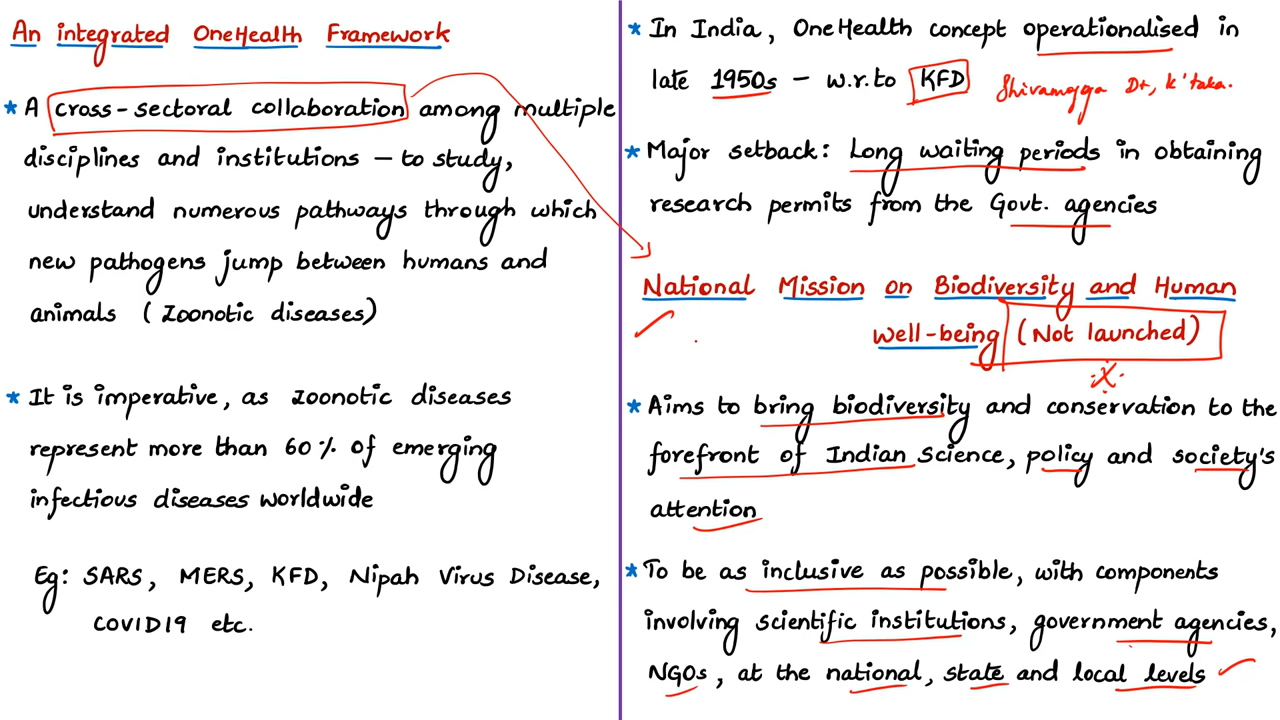 An integrated OneHealth Framework
* A cross-sectoral collaboration among multiple
disciplines and institutions – to study,
understand numerous pathways through which
new pathogens jump between humans and
animals (Zoonotic diseases)
* It is imperative, as zoonotic diseases
represent more than 60% of emerging
infectious diseases worldwide
Eg: SARS, MERS, KFD, Nipah Virus Disease,
COVID19 etc.
* In India, OneHealth concept operationalised in
late 1950s – w.r.to KFD Shivamogga Dt, K'taka.
* Major setback: Long waiting periods in obtaining
research permits from the Govt. agencies
National Mission on Biodiversity and Human
well-being (Not launched)
* Aims to bring biodiversity and conservation to the
forefront of Indian Science, policy and society's
attention
* To be as inclusive as possible, with components
involving scientific institutions, government agencies,
NGOs, at the national, state and local levels